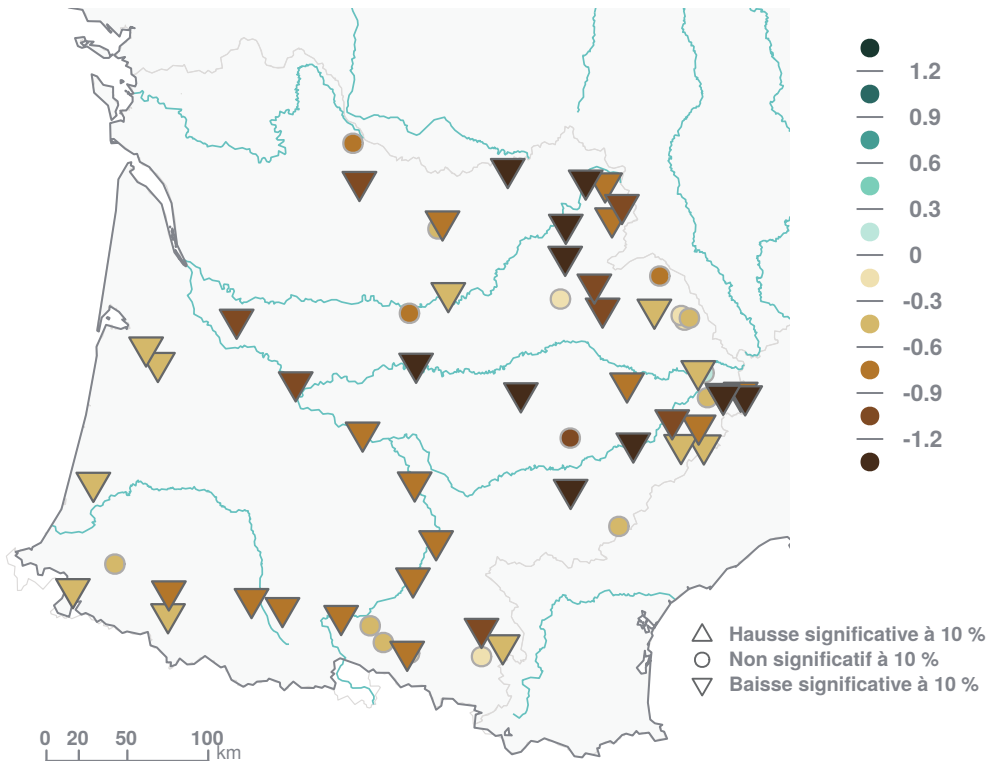 1.2
0.9
0.6
0.3
0
-0.3
-0.6
-0.9
-1.2
Hausse significative à 10 %
Non significatif à 10 %
Baisse significative à 10 %
0 20 50 100
km